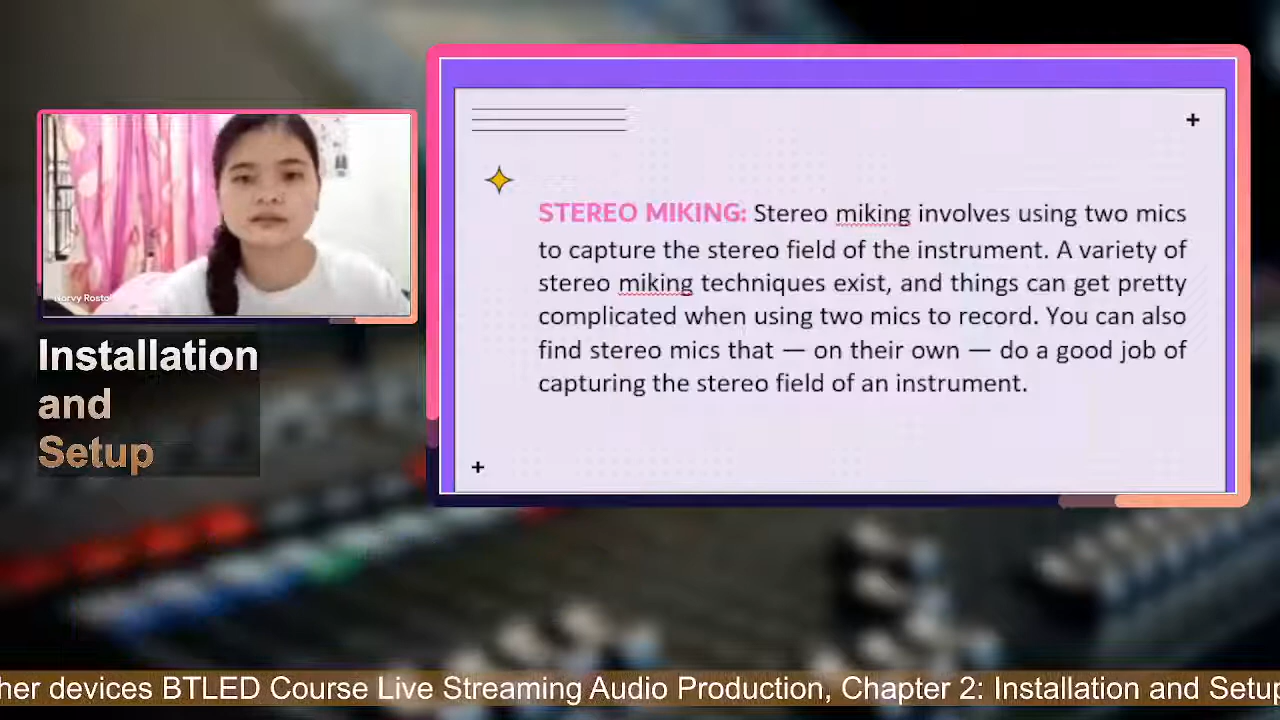 Norvy Rosta
Installation
and
Setup
STEREO MIKING: Stereo miking involves using two mics
to capture the stereo field of the instrument. A variety of
stereo miking techniques exist, and things can get pretty
complicated when using two mics to record. You can also
find stereo mics that — on their own — do a good job of
capturing the stereo field of an instrument.
her devices BTLED Course Live Streaming Audio Production, Chapter 2: Installation and Setup